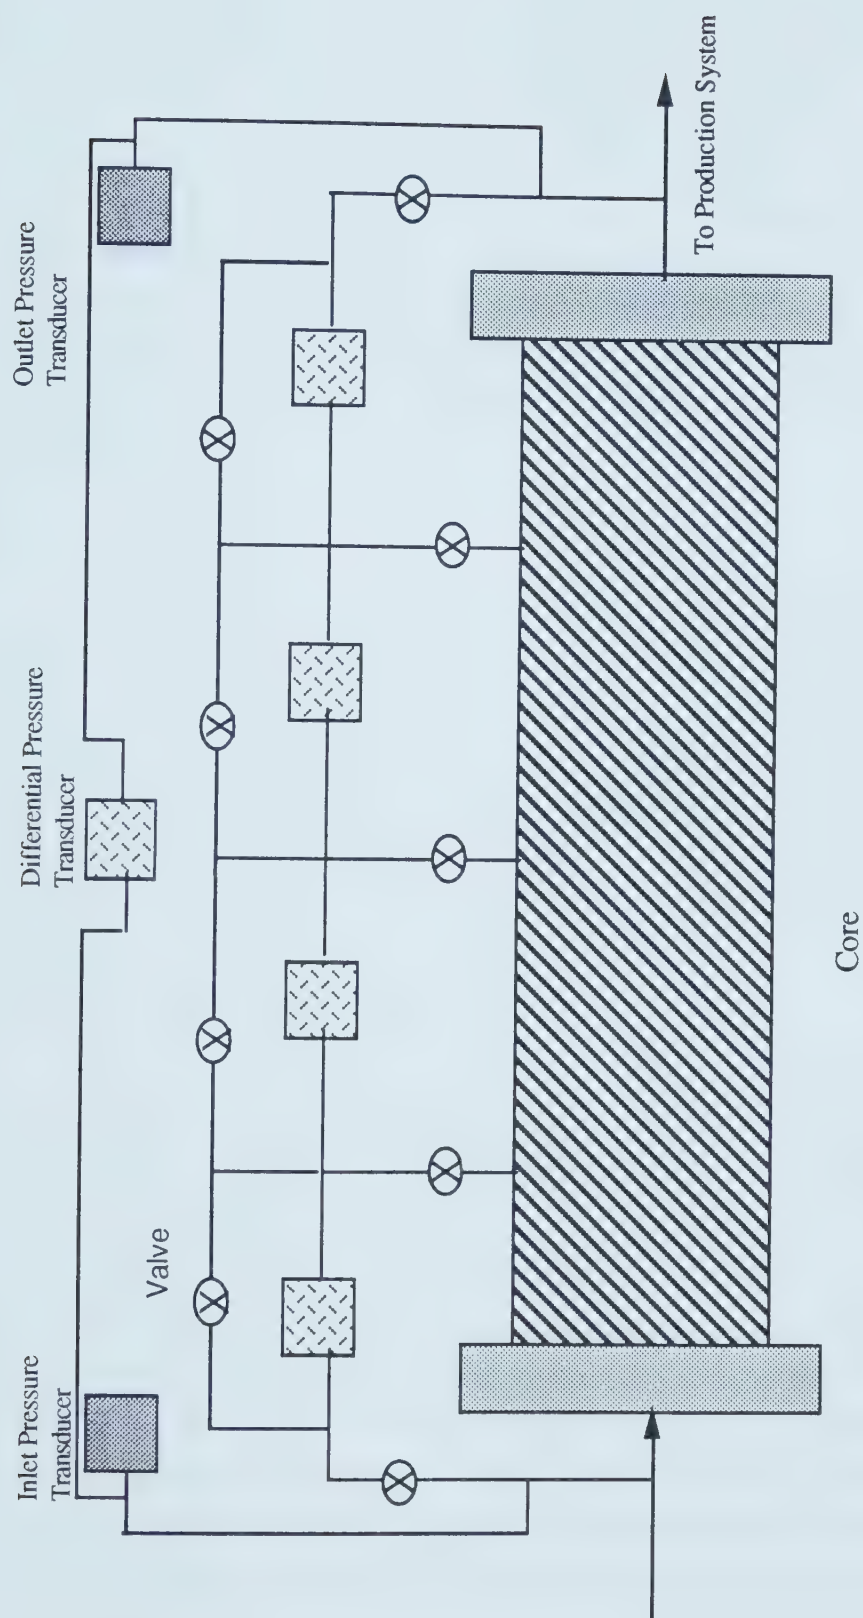 Inlet Pressure
Transducer
Differential Pressure
Transducer
Outlet Pressure
Transducer
Valve
To Production System
Core